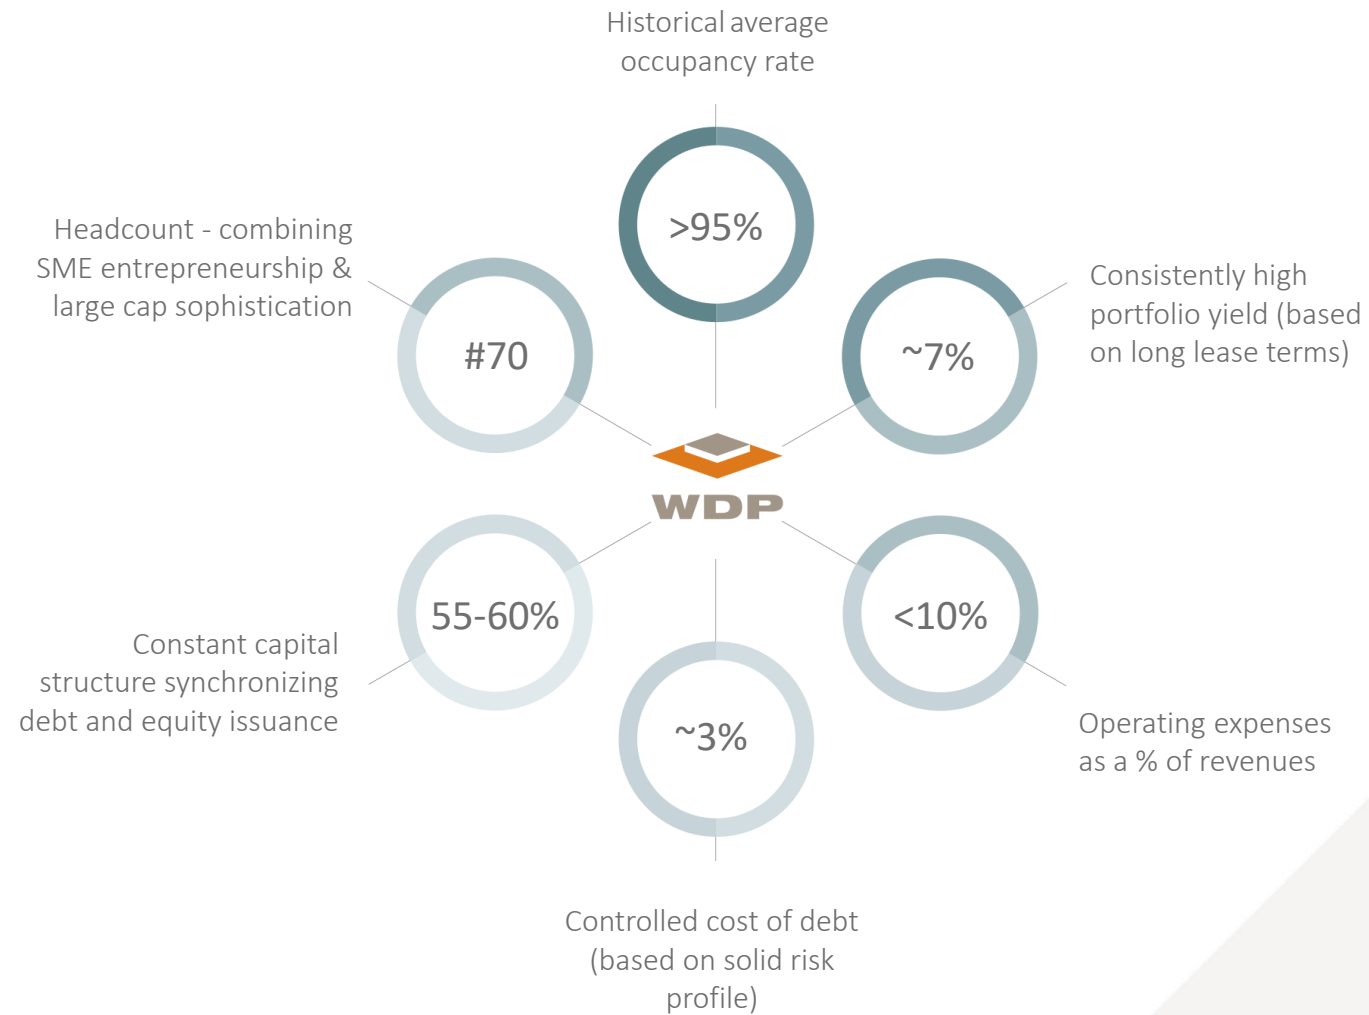 Historical average
occupancy rate
>95%
Headcount - combining
SME entrepreneurship &
large cap sophistication
#70
~7%
Consistently high
portfolio yield (based
on long lease terms)
WDP
55-60%
Constant capital
structure synchronizing
debt and equity issuance
<10%
Operating expenses
as a % of revenues
~3%
Controlled cost of debt
(based on solid risk
profile)